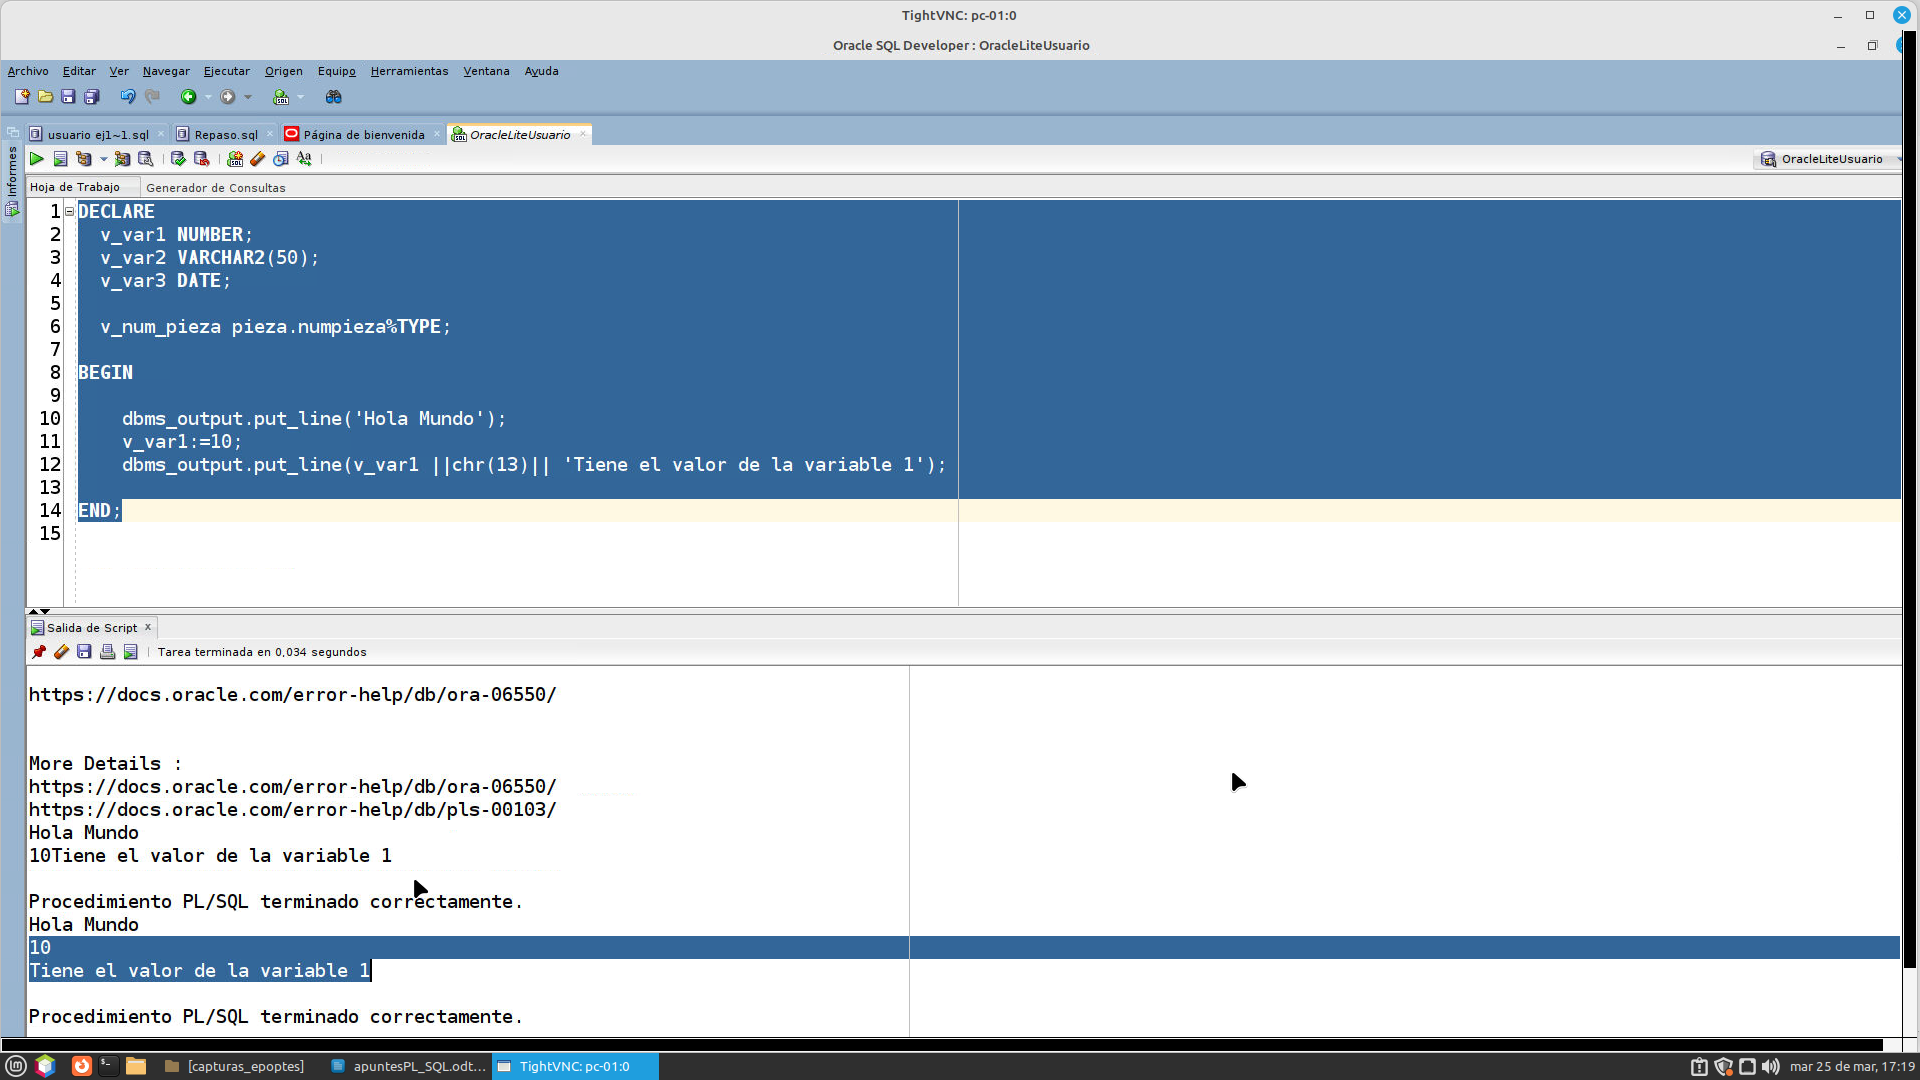 TightVNC: pc-01:0
Oracle SQL Developer : OracleLiteUsuario
Archivo Editar Ver Navegar Ejecutar Origen Equipo Herramientas Ventana Ayuda
usuario ej1~1.sql Repaso.sql Página de bienvenida OracleLiteUsuario
Informes
OracleLiteUsuario
Hoja de Trabajo Generador de Consultas
1 DECLARE
2 v_var1 NUMBER;
3 v_var2 VARCHAR2(50);
4 v_var3 DATE;
5
6 v_num_pieza pieza.numpieza%TYPE;
7
8 BEGIN
9
10 dbms_output.put_line('Hola Mundo');
11 v_var1:=10;
12 dbms_output.put_line(v_var1 ||chr(13)|| 'Tiene el valor de la variable 1');
13
14 END;
15
Salida de Script
Tarea terminada en 0,034 segundos
https://docs.oracle.com/error-help/db/ora-06550/
More Details :
https://docs.oracle.com/error-help/db/ora-06550/
https://docs.oracle.com/error-help/db/pls-00103/
Hola Mundo
10Tiene el valor de la variable 1
Procedimiento PL/SQL terminado correctamente.
Hola Mundo
10
Tiene el valor de la variable 1
Procedimiento PL/SQL terminado correctamente.
[capturas_epoptes] apuntesPL_SQL.odt... TightVNC: pc-01:0 mar 25 de mar, 17:19